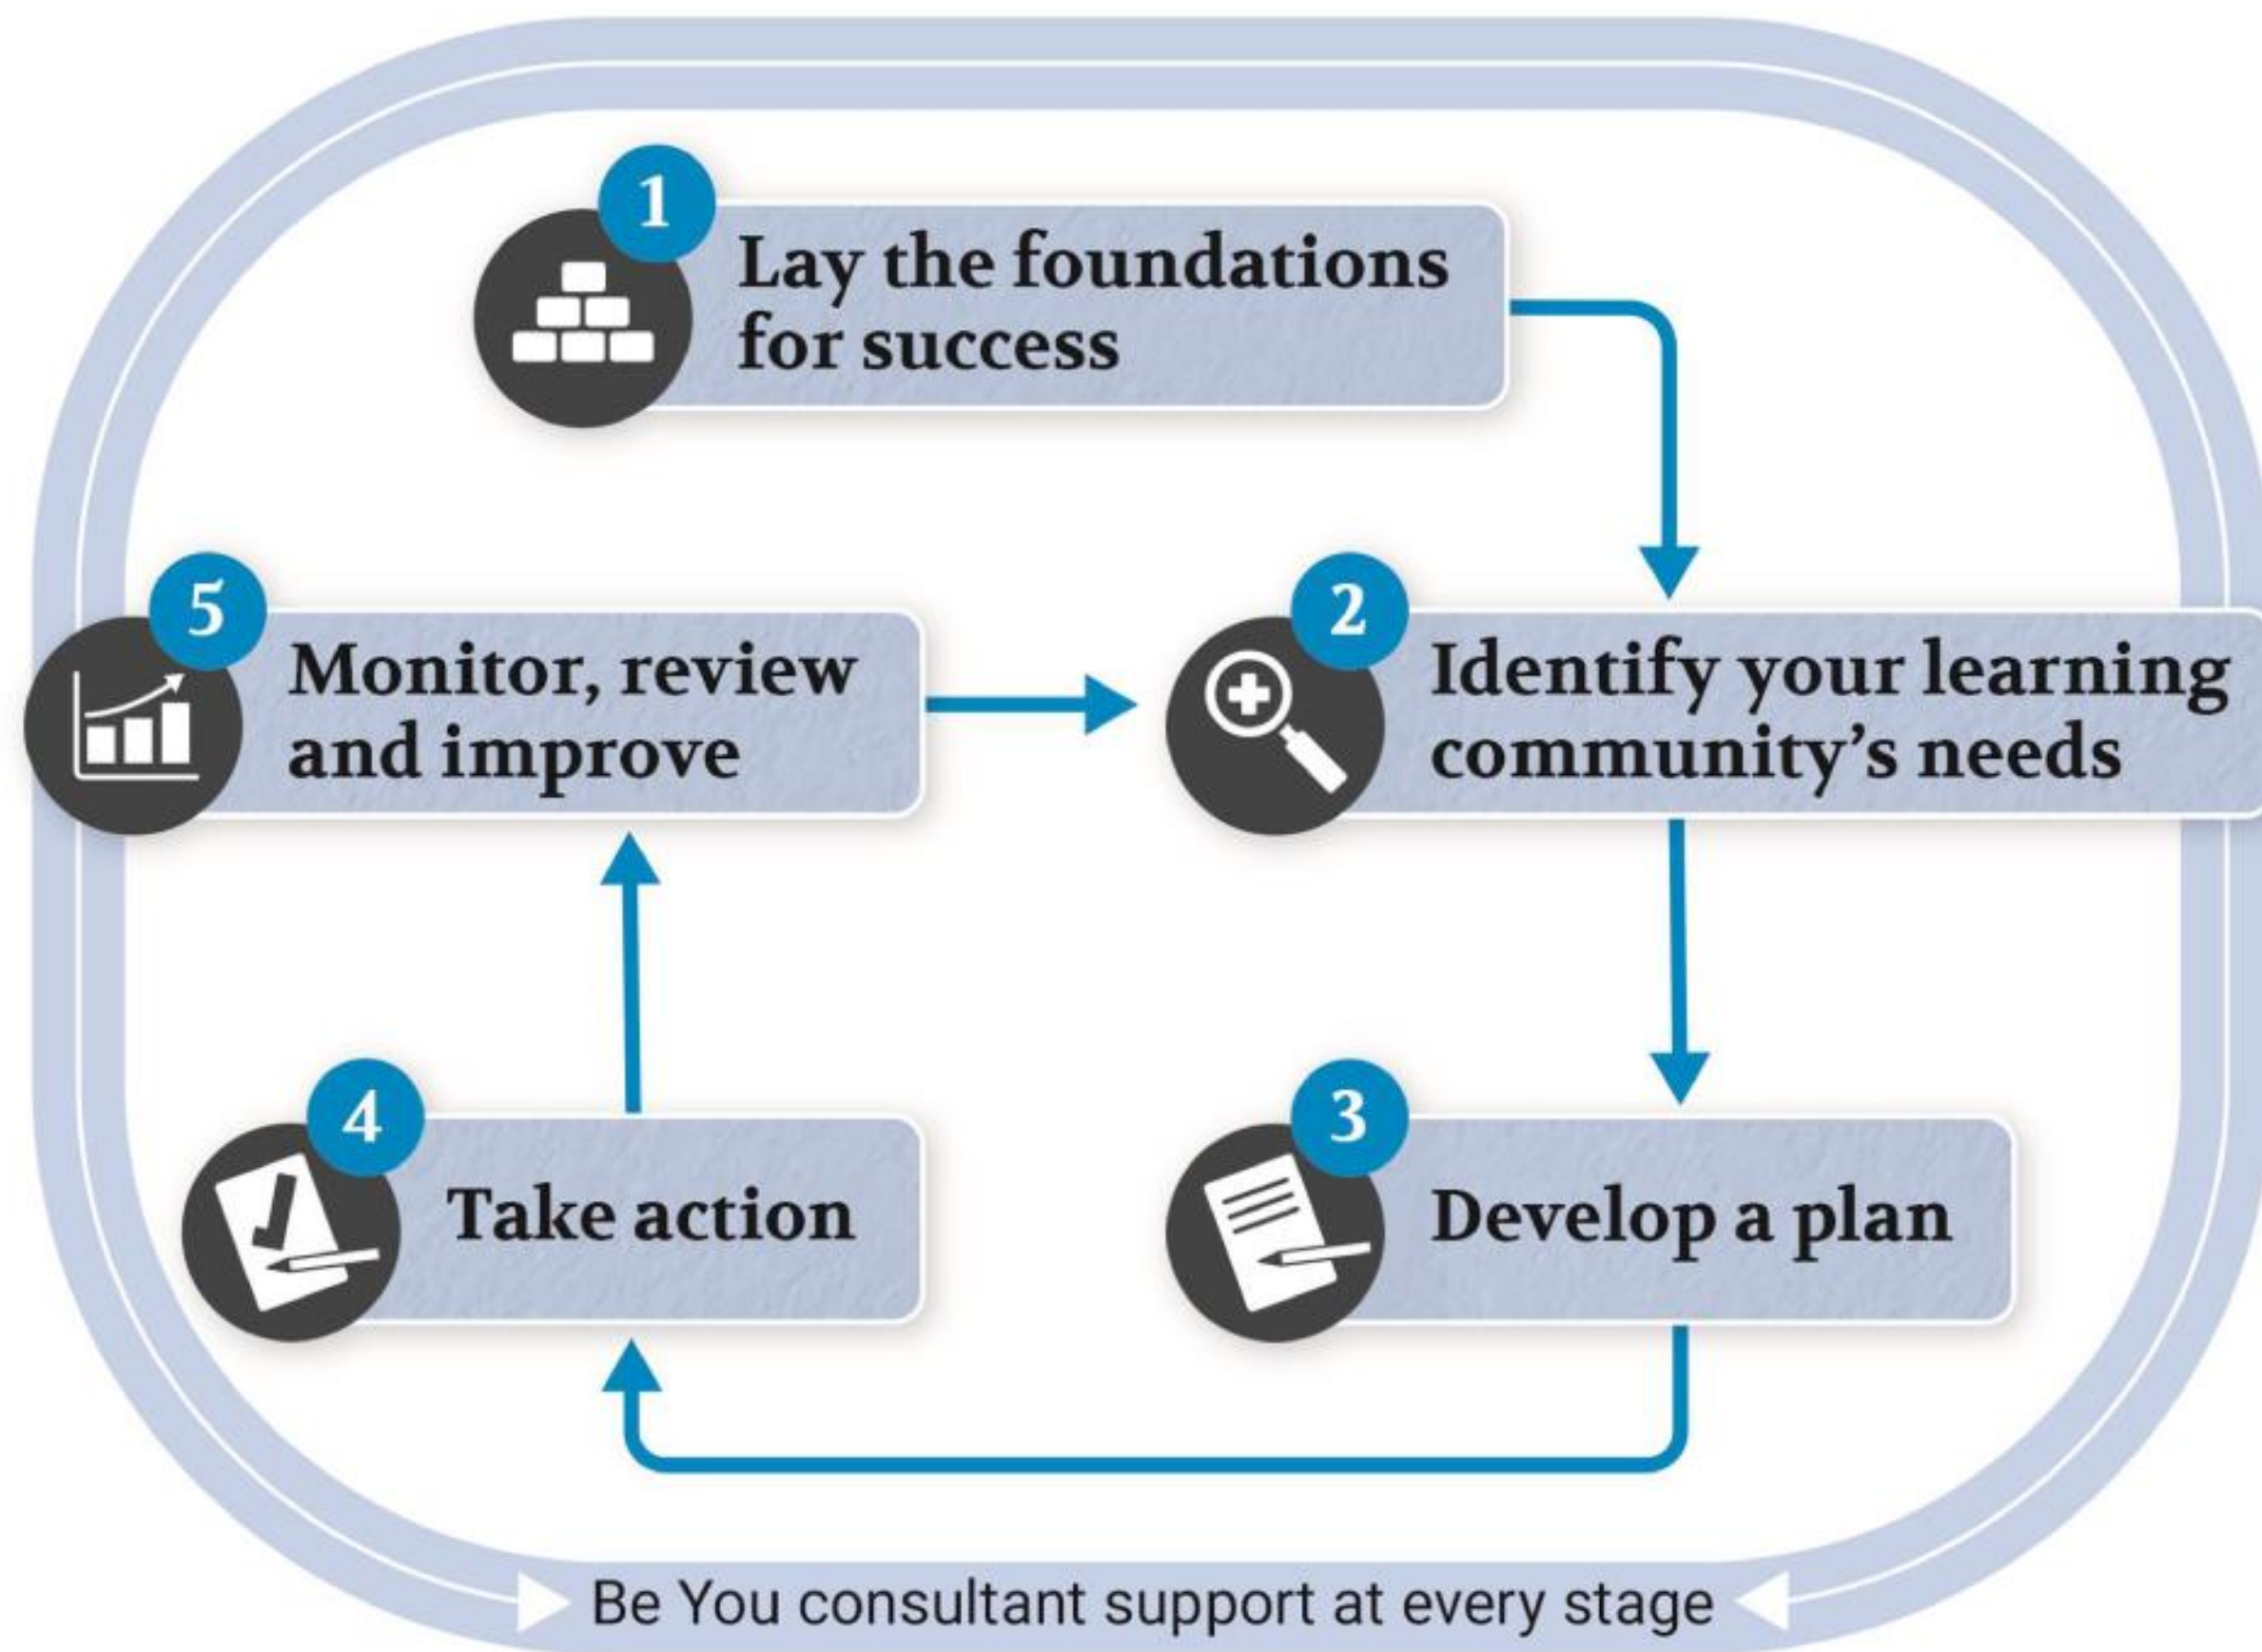 1
Lay the foundations
for success
2
Identify your learning
community’s needs
3
Develop a plan
4
Take action
5
Monitor, review
and improve
Be You consultant support at every stage